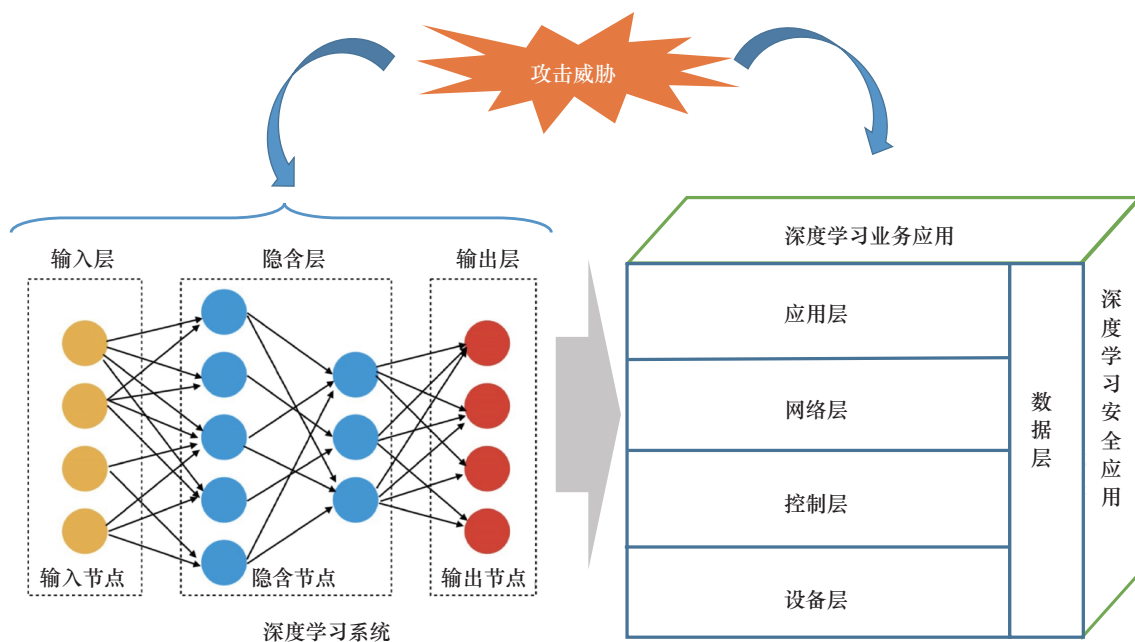 攻击威胁
输入层
隐含层
输出层
输入节点
隐含节点
输出节点
深度学习系统
深度学习业务应用
应用层
网络层
控制层
设备层
数据层
深度学习安全应用